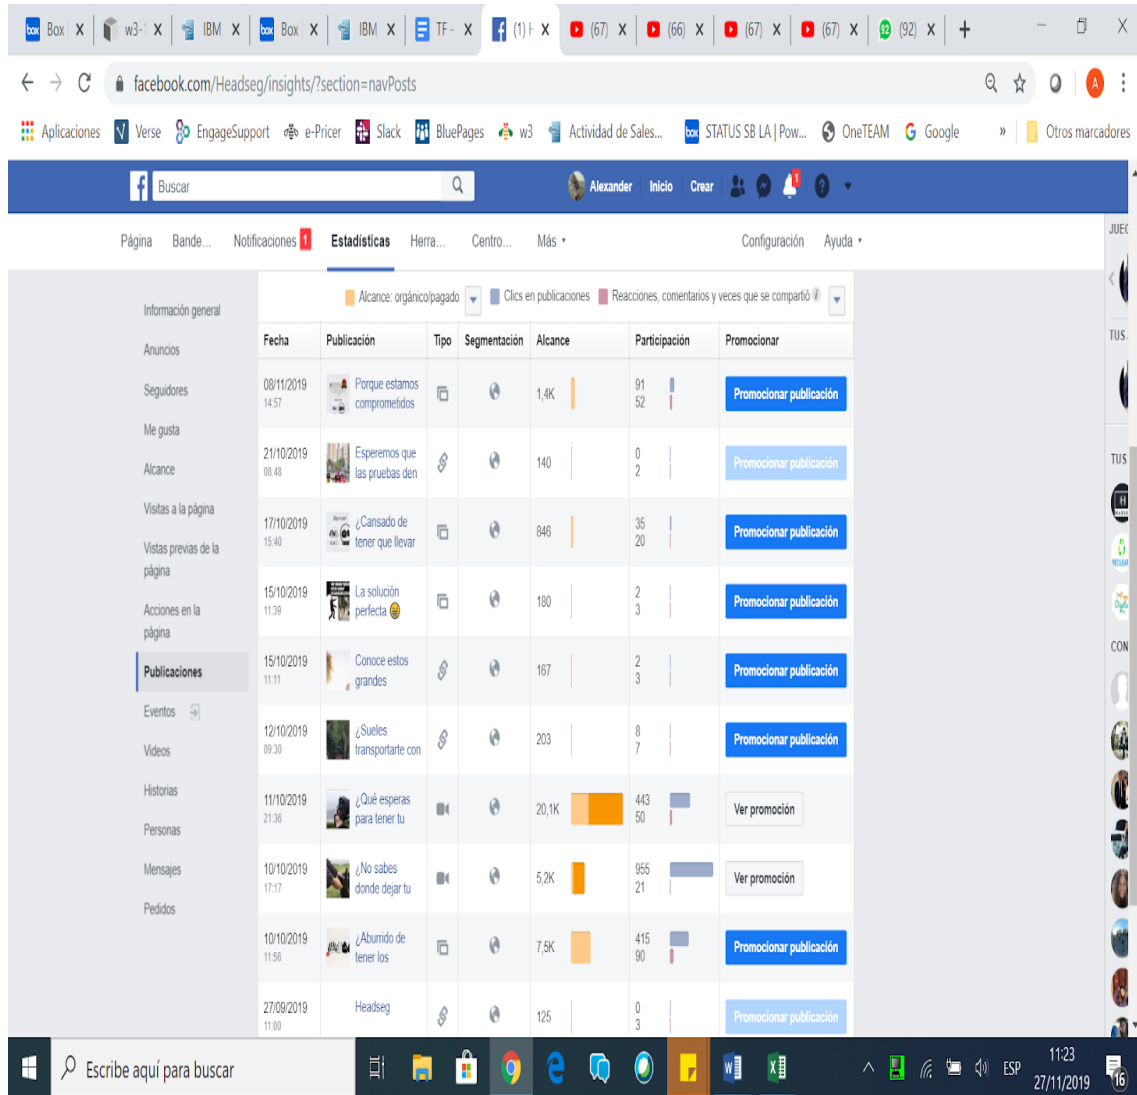 Box
w3-1
IBM
Box
IBM
TF -
(1)
(67)
(66)
(67)
(67)
(92)
facebook.com/Headseg/insights/?section=navPosts
Aplicaciones Verse EngageSupport e-Pricer Slack BluePages w3 Actividad de Sales... STATUS SB LA | Pow... OneTEAM Google » Otros marcadores
Buscar
Alexander Inicio Crear
1
Página Bande... Notificaciones 1 Estadísticas Herra... Centro... Más Configuración Ayuda
Información general
Anuncios
Seguidores
Me gusta
Alcance
Visitas a la página
Vistas previas de la
página
Acciones en la
página
Publicaciones
Eventos
Videos
Historias
Personas
Mensajes
Pedidos
Alcance: orgánico/pagado Clics en publicaciones Reacciones, comentarios y veces que se compartió
Fecha Publicación Tipo Segmentación Alcance Participación Promocionar
08/11/2019
14:57
Porque estamos
comprometidos
1,4K
91
52
Promocionar publicación
21/10/2019
08:48
Esperemos que
las pruebas den
140
0
2
Promocionar publicación
17/10/2019
15:40
¿Cansado de
tener que llevar
846
35
20
Promocionar publicación
15/10/2019
11:39
La solución
perfecta 😄
180
2
3
Promocionar publicación
15/10/2019
11:11
Conoce estos
grandes
167
2
3
Promocionar publicación
12/10/2019
09:30
¿Sueles
transportarte con
203
8
7
Promocionar publicación
11/10/2019
21:36
¿Qué esperas
para tener tu
20,1K
443
50
Ver promoción
10/10/2019
17:17
¿No sabes
donde dejar tu
5,2K
955
21
Ver promoción
10/10/2019
11:56
¿Aburrido de
tener los
7,5K
415
90
Promocionar publicación
27/09/2019
11:00
Headseg
125
0
3
Promocionar publicación
JUEG
TUS
TUS
CON
Escribe aquí para buscar
ESP
11:23
27/11/2019
16